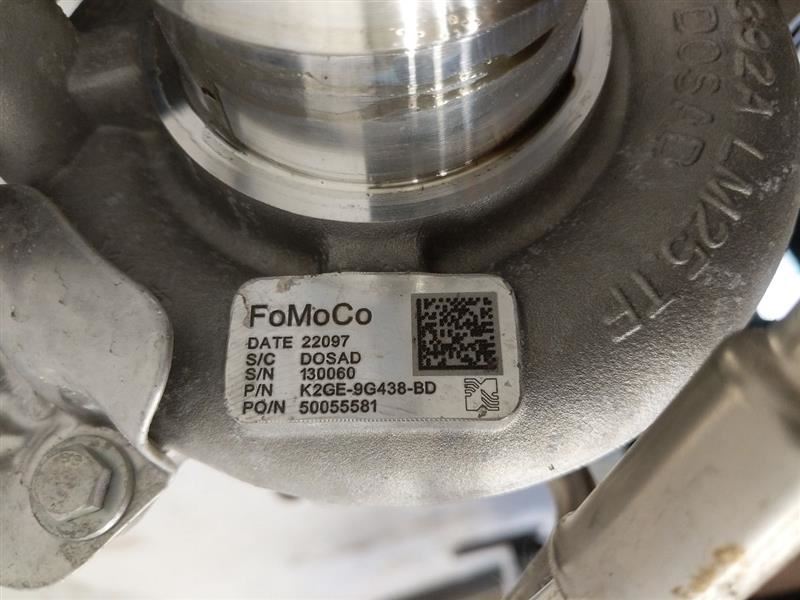 FoMoCo
DATE 22097
S/C DOSAD
S/N 130060
P/N K2GE-9G438-BD
PO/N 50055581
DOSAD
LM25 TF